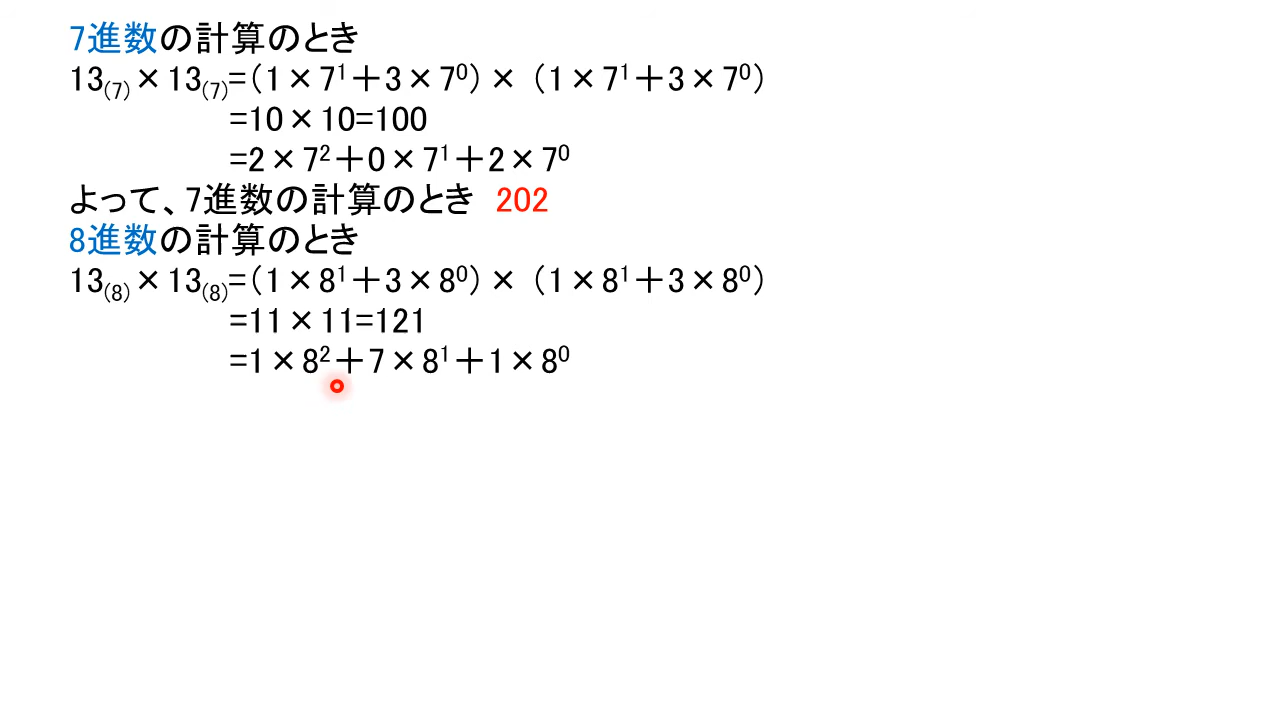 7進数の計算のとき
13₍₇₎×13₍₇₎=(1×7¹+3×7⁰)×(1×7¹+3×7⁰)
=10×10=100
=2×7²+0×7¹+2×7⁰
よって、7進数の計算のとき 202
8進数の計算のとき
13₍₈₎×13₍₈₎=(1×8¹+3×8⁰)×(1×8¹+3×8⁰)
=11×11=121
=1×8²+7×8¹+1×8⁰